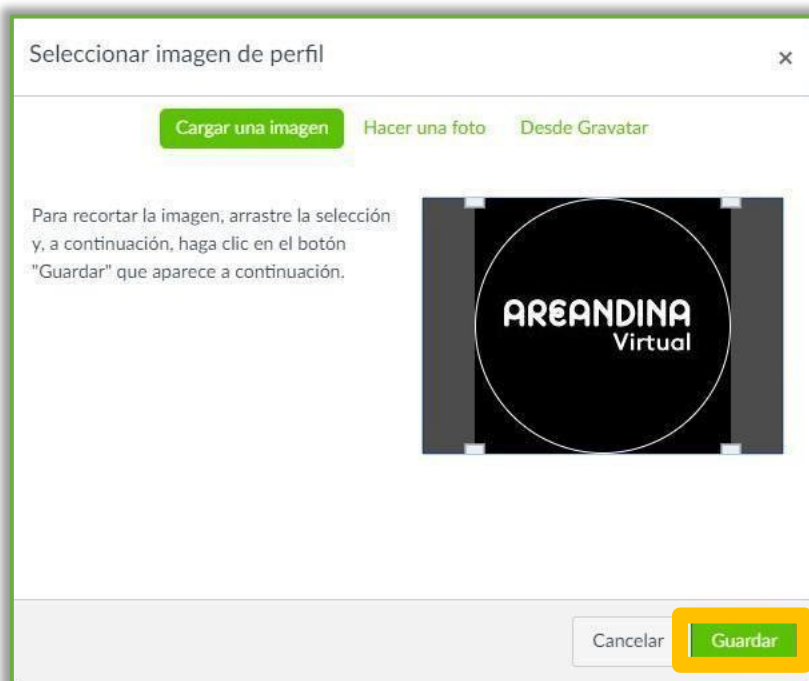 Seleccionar imagen de perfil
×
Cargar una imagen Hacer una foto Desde Gravatar
Para recortar la imagen, arrastre la selección
y, a continuación, haga clic en el botón
"Guardar" que aparece a continuación.
AREANDINA
Virtual
Cancelar Guardar